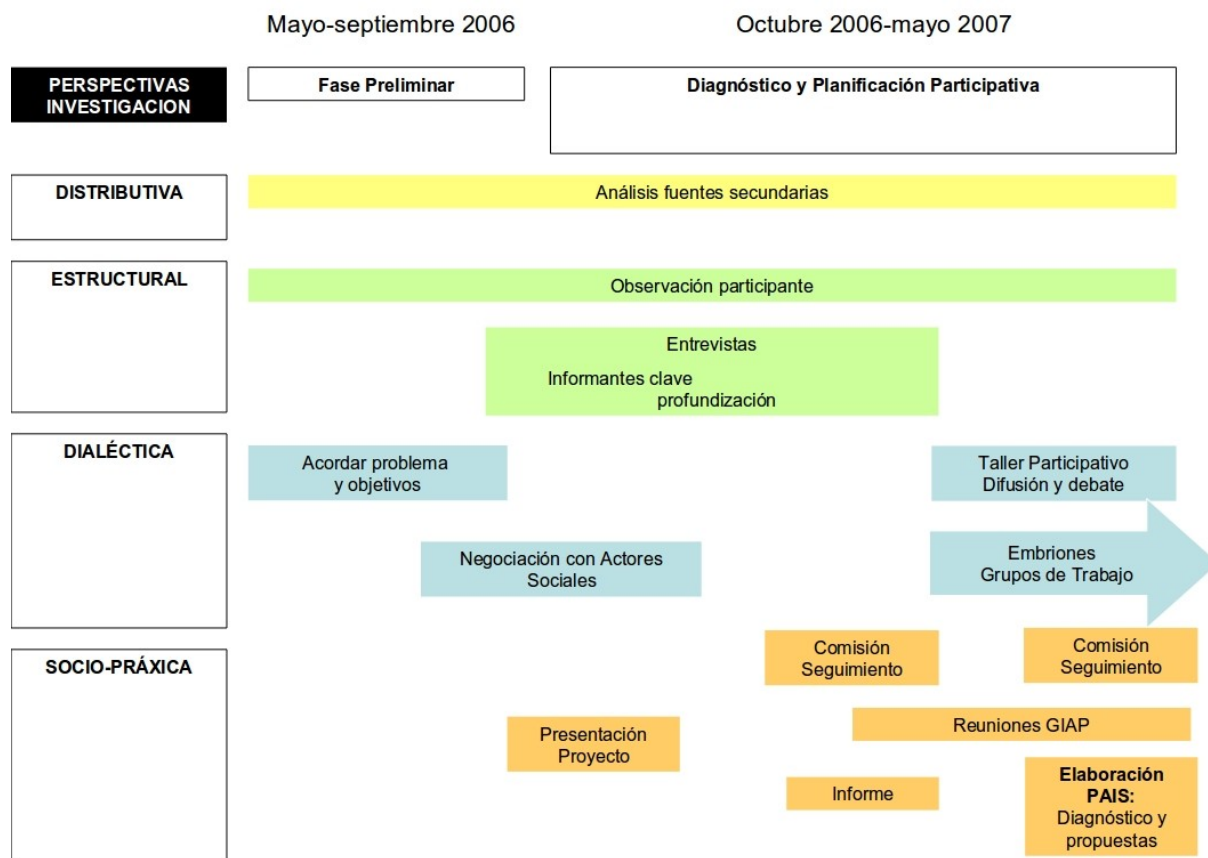 Mayo-septiembre 2006
Octubre 2006-mayo 2007
PERSPECTIVAS
INVESTIGACION
Fase Preliminar
Diagnóstico y Planificación Participativa
DISTRIBUTIVA
Análisis fuentes secundarias
ESTRUCTURAL
Observación participante
Entrevistas
Informantes clave
profundización
DIALÉCTICA
Acordar problema
y objetivos
Taller Participativo
Difusión y debate
Negociación con Actores
Sociales
Embriones
Grupos de Trabajo
SOCIO-PRÁXICA
Comisión
Seguimiento
Comisión
Seguimiento
Presentación
Proyecto
Reuniones GIAP
Informe
Elaboración
PAIS:
Diagnóstico y
propuestas